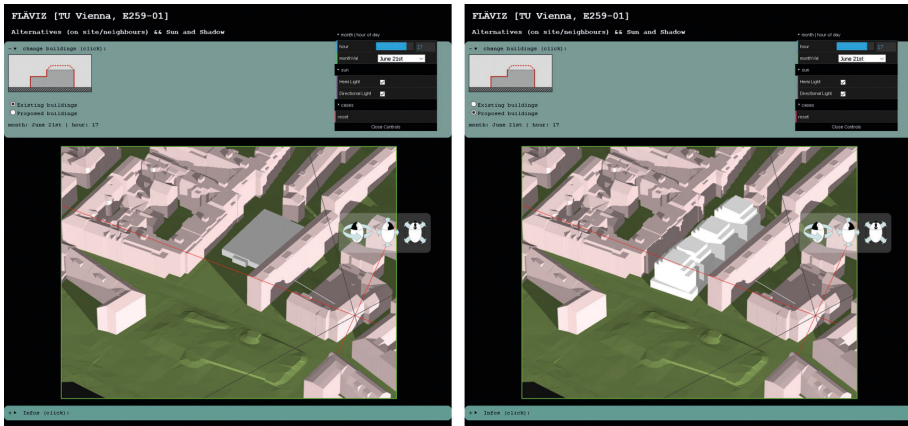 FLÄVIZ [TU Vienna, E259-01]
Alternatives (on site/neighbours) && Sun and Shadow
-▾ change buildings (click):
Existing buildings
Proposed buildings
month: June 21st | hour: 17
month | hour of day
hour 17
monthVal June 21st
sun
Hemi Light
Directional Light
cases
reset
Close Controls
+▸ Infos (click):
FLÄVIZ [TU Vienna, E259-01]
Alternatives (on site/neighbours) && Sun and Shadow
-▾ change buildings (click):
Existing buildings
Proposed buildings
month: June 21st | hour: 17
month | hour of day
hour 17
monthVal June 21st
sun
Hemi Light
Directional Light
cases
reset
Close Controls
+▸ Infos (click):